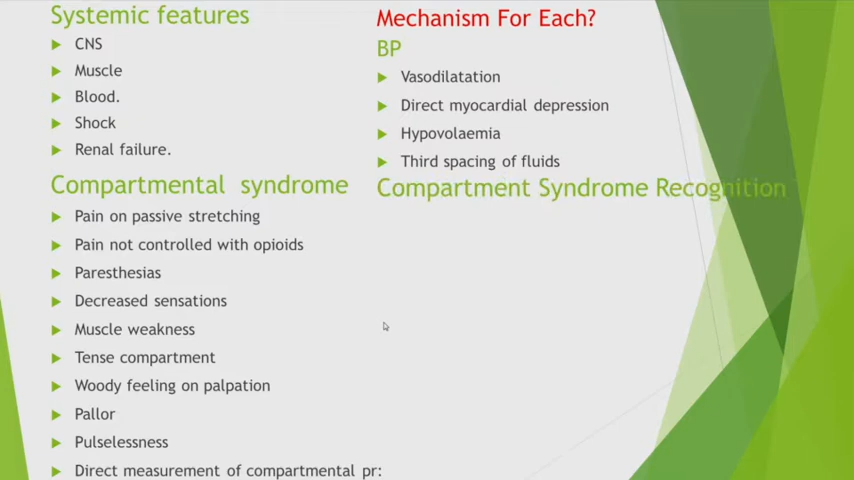 Systemic features
CNS
Muscle
Blood.
Shock
Renal failure.
Compartmental syndrome
Pain on passive stretching
Pain not controlled with opioids
Paresthesias
Decreased sensations
Muscle weakness
Tense compartment
Woody feeling on palpation
Pallor
Pulselessness
Direct measurement of compartmental pr:
Mechanism For Each?
BP
Vasodilatation
Direct myocardial depression
Hypovolaemia
Third spacing of fluids
Compartment Syndrome Recognition